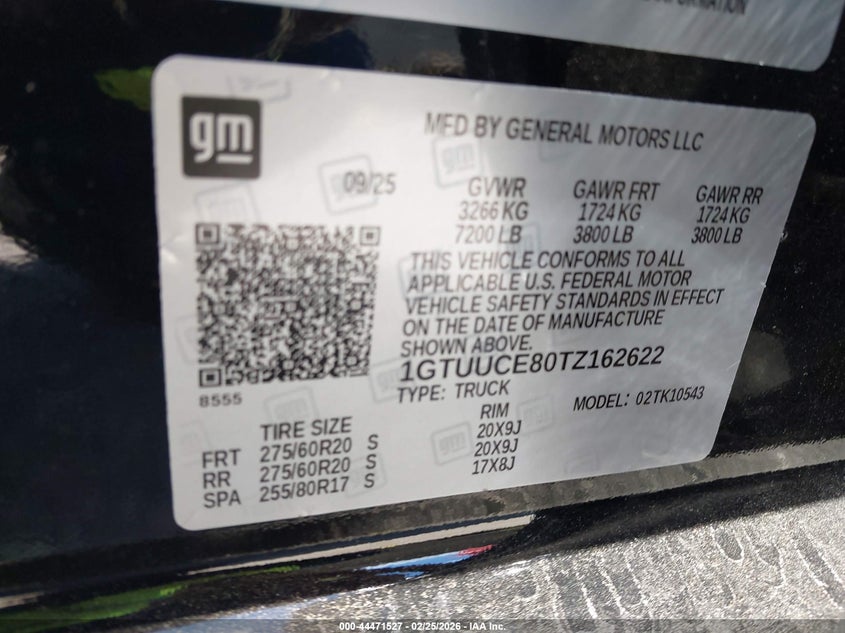 INFORMATION
gm
MFD BY GENERAL MOTORS LLC
09/25
GVWR GAWR FRT GAWR RR
3266 KG 1724 KG 1724 KG
7200 LB 3800 LB 3800 LB
THIS VEHICLE CONFORMS TO ALL
APPLICABLE U.S. FEDERAL MOTOR
VEHICLE SAFETY STANDARDS IN EFFECT
ON THE DATE OF MANUFACTURE
SHOWN ABOVE.
1GTUUCE80TZ162622
8555
TYPE: TRUCK MODEL: 02TK10543
TIRE SIZE RIM
FRT 275/60R20 S 20X9J
RR 275/60R20 S 20X9J
SPA 255/80R17 S 17X8J
000-44471527 - 02/25/2026 - IAA Inc.